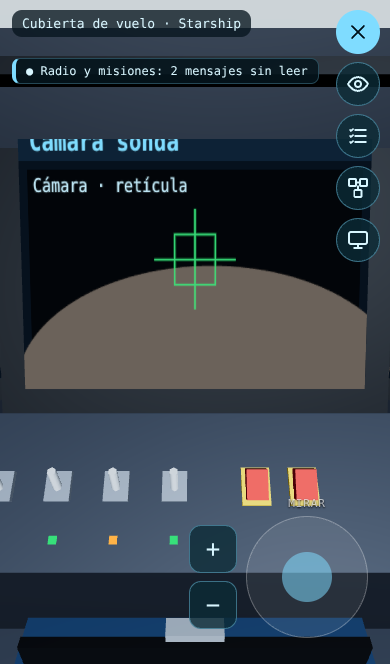 Cubierta de vuelo · Starship
● Radio y misiones: 2 mensajes sin leer
Cámara sonda
Cámara · retícula
MIRAR
+
−